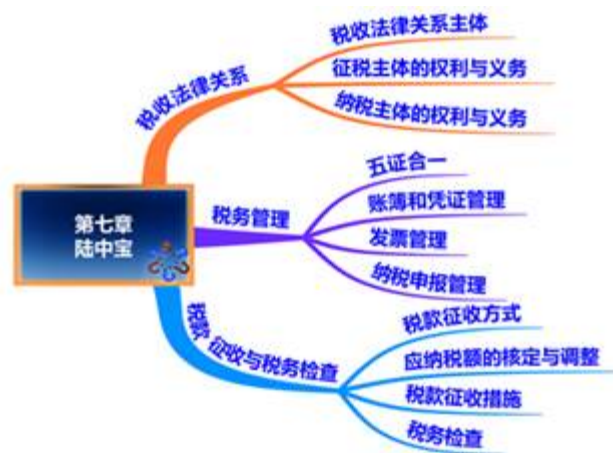 第七章
陆中宝
税收法律关系
税收法律关系主体
征税主体的权利与义务
纳税主体的权利与义务
税务管理
五证合一
账簿和凭证管理
发票管理
纳税申报管理
税款 征收与税务检查
税款征收方式
应纳税额的核定与调整
税款征收措施
税务检查